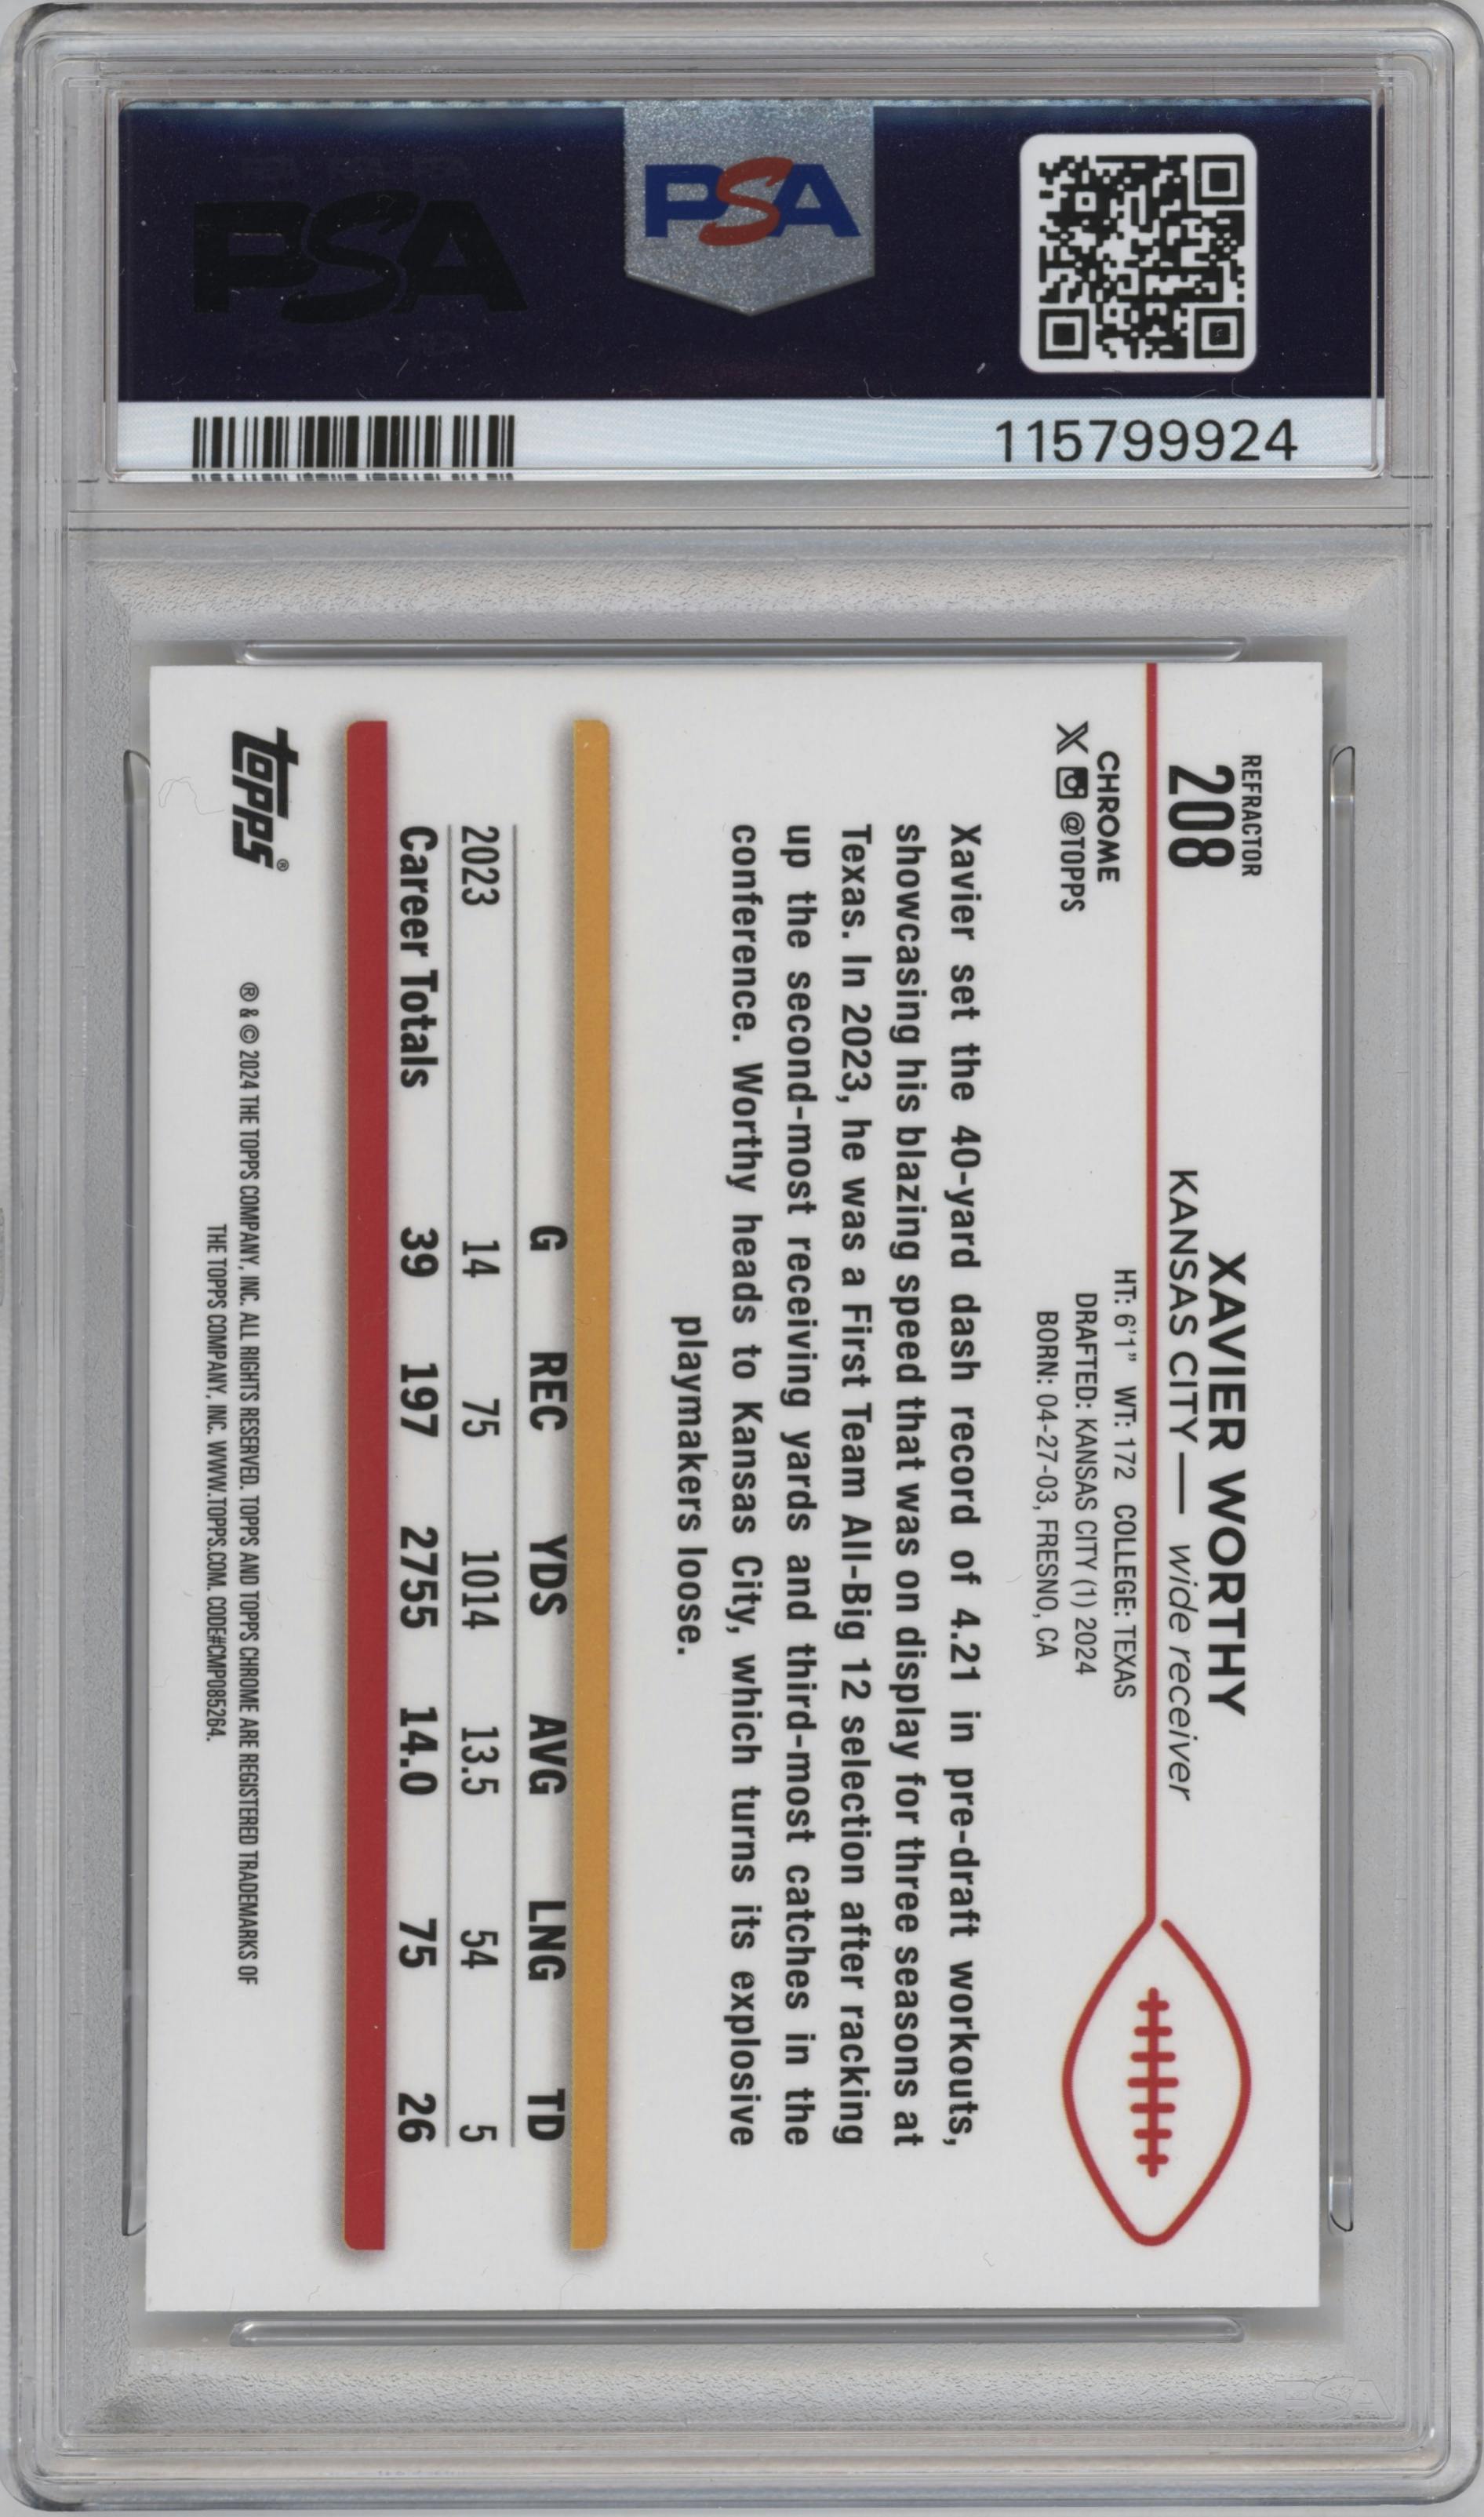 PSA
PSA
115799924
REFRACTOR
208
XAVIER WORTHY
KANSAS CITY — wide receiver
CHROME
X @TOPPS
HT: 6'1" WT: 172 COLLEGE: TEXAS
DRAFTED: KANSAS CITY (1) 2024
BORN: 04-27-03, FRESNO, CA
Xavier set the 40-yard dash record of 4.21 in pre-draft workouts,
showcasing his blazing speed that was on display for three seasons at
Texas. In 2023, he was a First Team All-Big 12 selection after racking
up the second-most receiving yards and third-most catches in the
conference. Worthy heads to Kansas City, which turns its explosive
playmakers loose.
G REC YDS AVG LNG TD
2023 14 75 1014 13.5 54 5
Career Totals 39 197 2755 14.0 75 26
topps®
® & © 2024 THE TOPPS COMPANY, INC. ALL RIGHTS RESERVED. TOPPS AND TOPPS CHROME ARE REGISTERED TRADEMARKS OF
THE TOPPS COMPANY, INC. WWW.TOPPS.COM. CODE#CMP085264.
PSA